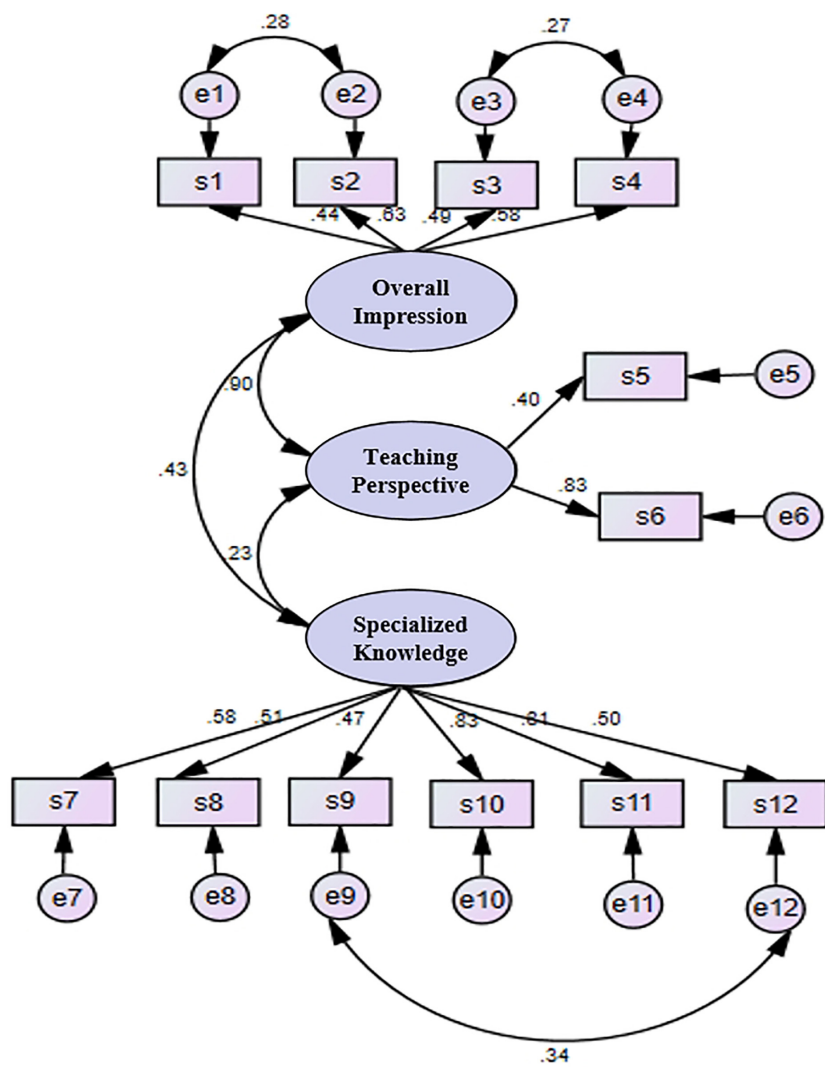 .28
.27
e1
e2
e3
e4
s1
s2
s3
s4
.44
.63
.49
.58
Overall
Impression
.90
s5
e5
.40
.43
Teaching
Perspective
.83
s6
e6
.23
Specialized
Knowledge
.58
.51
.47
.83
.81
.50
s7
s8
s9
s10
s11
s12
e7
e8
e9
e10
e11
e12
.34